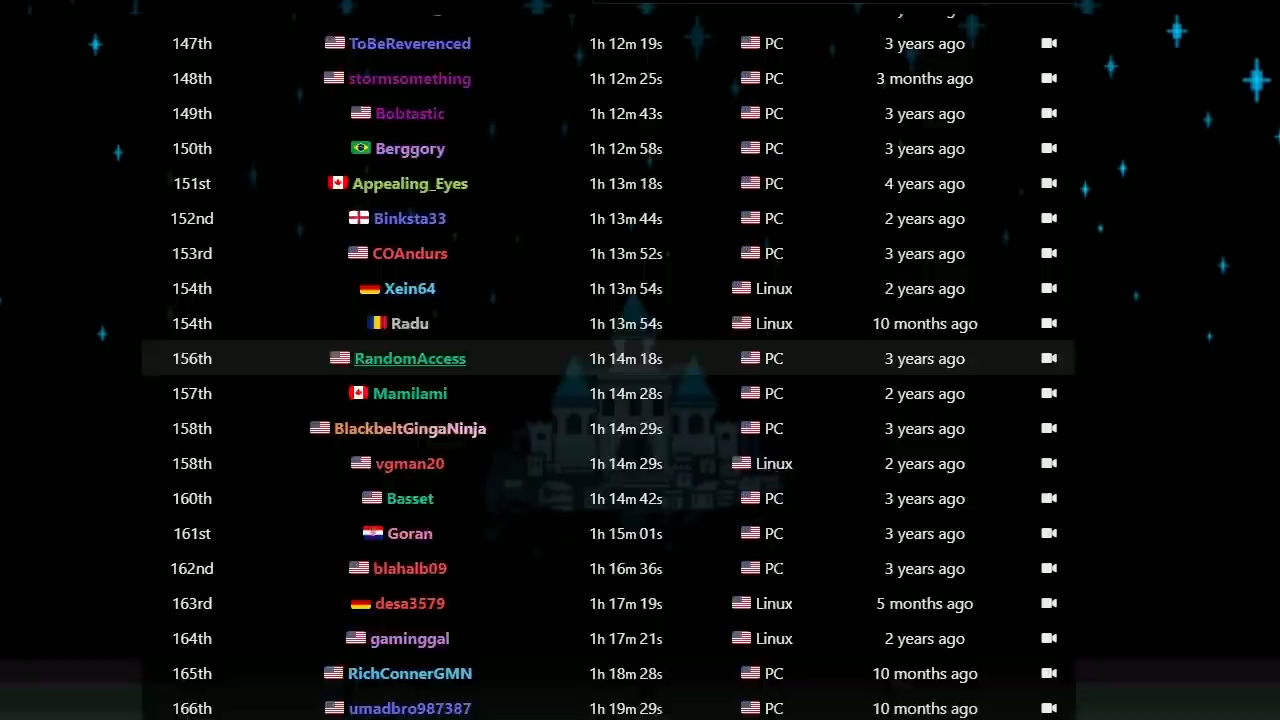 147th ToBeReverenced 1h 12m 19s PC 3 years ago
148th stormsomething 1h 12m 25s PC 3 months ago
149th Bobtastic 1h 12m 43s PC 3 years ago
150th Berggory 1h 12m 58s PC 3 years ago
151st Appealing_Eyes 1h 13m 18s PC 4 years ago
152nd Binksta33 1h 13m 44s PC 2 years ago
153rd COAndurs 1h 13m 52s PC 3 years ago
154th Xein64 1h 13m 54s Linux 2 years ago
154th Radu 1h 13m 54s Linux 10 months ago
156th RandomAccess 1h 14m 18s PC 3 years ago
157th Mamilami 1h 14m 28s PC 2 years ago
158th BlackbeltGingaNinja 1h 14m 29s PC 3 years ago
158th vgman20 1h 14m 29s Linux 2 years ago
160th Basset 1h 14m 42s PC 3 years ago
161st Goran 1h 15m 01s PC 3 years ago
162nd blahalb09 1h 16m 36s PC 3 years ago
163rd desa3579 1h 17m 19s Linux 5 months ago
164th gaminggal 1h 17m 21s Linux 2 years ago
165th RichConnerGMN 1h 18m 28s PC 10 months ago
166th umadbro987387 1h 19m 29s PC 10 months ago